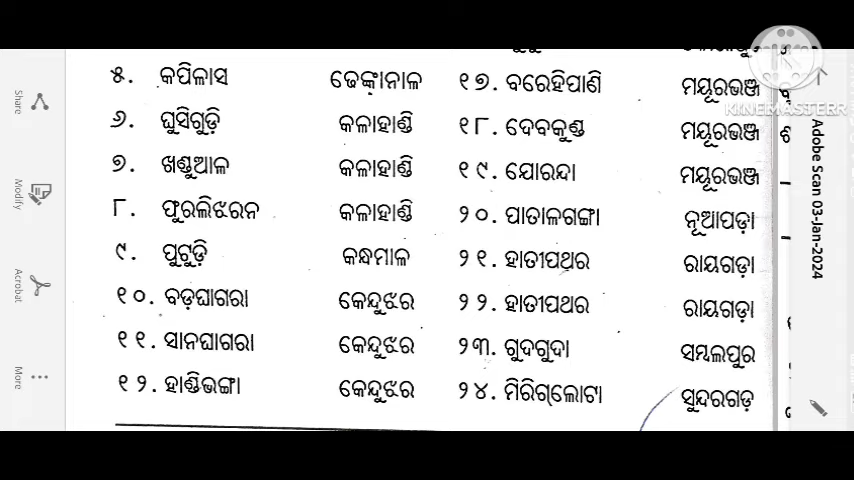 ୫. କପିଳାସ ଢେଙ୍କାନାଳ ୧୭. ବରେହିପାଣି ମୟୂରଭଞ୍ଜ
୬. ଘୁସିଗୁଡ଼ି କଳାହାଣ୍ଡି ୧୮. ଦେବକୁଣ୍ଡ ମୟୂରଭଞ୍ଜ
୭. ଖଣ୍ଡୁଆଳ କଳାହାଣ୍ଡି ୧୯. ଯୋରନ୍ଦା ମୟୂରଭଞ୍ଜ
୮. ଫୁରଲିଝରନ କଳାହାଣ୍ଡି ୨୦. ପାତାଳଗଙ୍ଗା ନୂଆପଡ଼ା
୯. ପୁଟୁଡ଼ି କନ୍ଧମାଳ ୨୧. ହାତୀପଥର ରାୟଗଡ଼ା
୧୦. ବଡ଼ଘାଗରା କେନ୍ଦୁଝର ୨୨. ହାତୀପଥର ରାୟଗଡ଼ା
୧୧. ସାନଘାଗରା କେନ୍ଦୁଝର ୨୩. ଗୁଦଗୁଦା ସମ୍ବଲପୁର
୧୨. ହାଣ୍ଡିଭଙ୍ଗା କେନ୍ଦୁଝର ୨୪. ମିରିଗ୍‌ଲୋଟା ସୁନ୍ଦରଗଡ଼
Share
Modify
Acrobat
More
Adobe Scan 03-Jan-2024
KINEMASTER